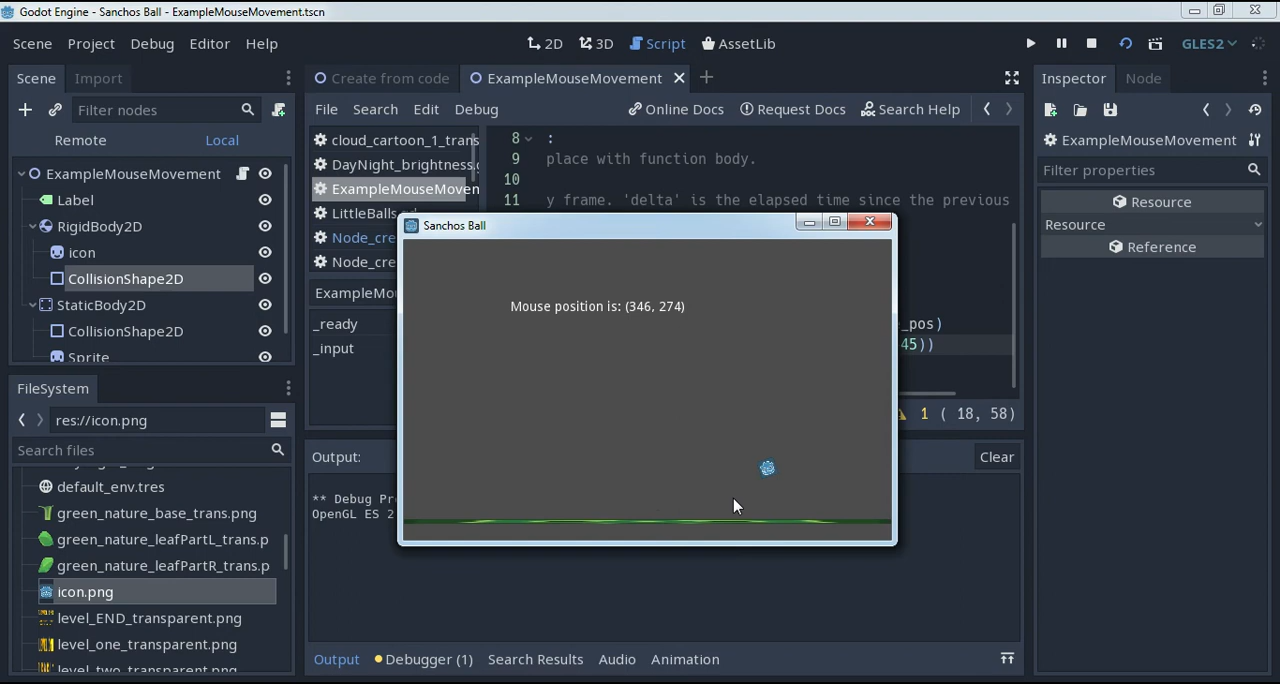 Godot Engine - Sanchos Ball - ExampleMouseMovement.tscn
Scene Project Debug Editor Help
2D 3D Script AssetLib
GLES2
Scene Import
Filter nodes
Remote Local
ExampleMouseMovement
Label
RigidBody2D
icon
CollisionShape2D
StaticBody2D
CollisionShape2D
Sprite
FileSystem
res://icon.png
Search files
default_env.tres
green_nature_base_trans.png
green_nature_leafPartL_trans.p
green_nature_leafPartR_trans.p
icon.png
level_END_transparent.png
level_one_transparent.png
level_two_transparent.png
Create from code ExampleMouseMovement
File Search Edit Debug
Online Docs Request Docs Search Help
cloud_cartoon_1_trans
DayNight_brightness.
ExampleMouseMoven
LittleBalls
Node_cre
Node_cre
ExampleMo
_ready
_input
8 :
9 place with function body.
10
11 y frame. 'delta' is the elapsed time since the previous
_pos)
45))
1 ( 18, 58)
Sanchos Ball
Mouse position is: (346, 274)
Output:
Clear
** Debug Pr
OpenGL ES 2
Output Debugger (1) Search Results Audio Animation
Inspector Node
ExampleMouseMovement
Filter properties
Resource
Resource
Reference